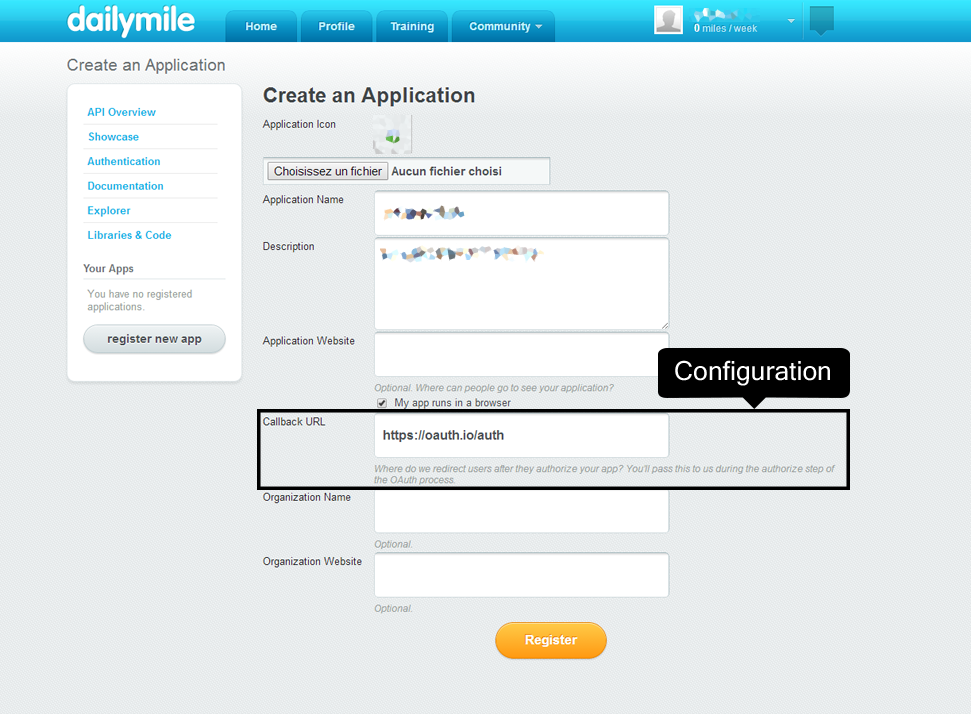 dailymile
Home Profile Training Community
0 miles / week
Create an Application
API Overview
Showcase
Authentication
Documentation
Explorer
Libraries & Code
Your Apps
You have no registered
applications.
register new app
Create an Application
Application Icon
Choisissez un fichier Aucun fichier choisi
Application Name
Description
Application Website
Optional. Where can people go to see your application?
My app runs in a browser
Configuration
Callback URL
https://oauth.io/auth
Where do we redirect users after they authorize your app? You'll pass this to us during the authorize step of
the OAuth process.
Organization Name
Optional.
Organization Website
Optional.
Register